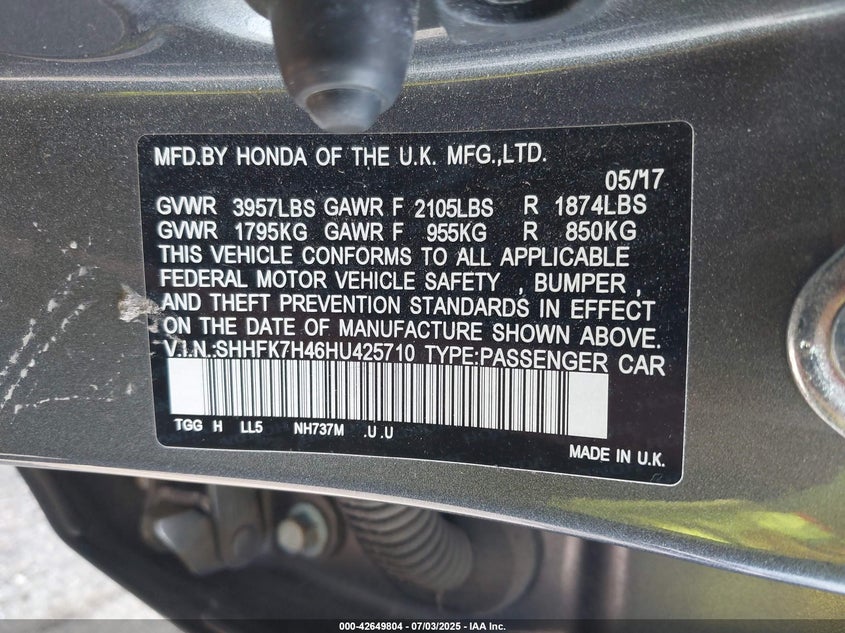 MFD.BY HONDA OF THE U.K. MFG.,LTD.
05/17
GVWR 3957LBS GAWR F 2105LBS R 1874LBS
GVWR 1795KG GAWR F 955KG R 850KG
THIS VEHICLE CONFORMS TO ALL APPLICABLE
FEDERAL MOTOR VEHICLE SAFETY , BUMPER ,
AND THEFT PREVENTION STANDARDS IN EFFECT
ON THE DATE OF MANUFACTURE SHOWN ABOVE.
V.I.N.:SHHFK7H46HU425710 TYPE:PASSENGER CAR
TGG H LL5 NH737M .U .U
MADE IN U.K.
000-42649804 / 07/03/2025 - IAA Inc.